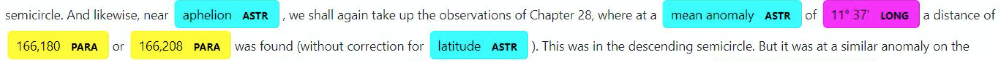 semicircle. And likewise, near aphelion ASTR , we shall again take up the observations of Chapter 28, where at a mean anomaly ASTR of 11° 37' LONG a distance of
166,180 PARA or 166,208 PARA was found (without correction for latitude ASTR ). This was in the descending semicircle. But it was at a similar anomaly on the